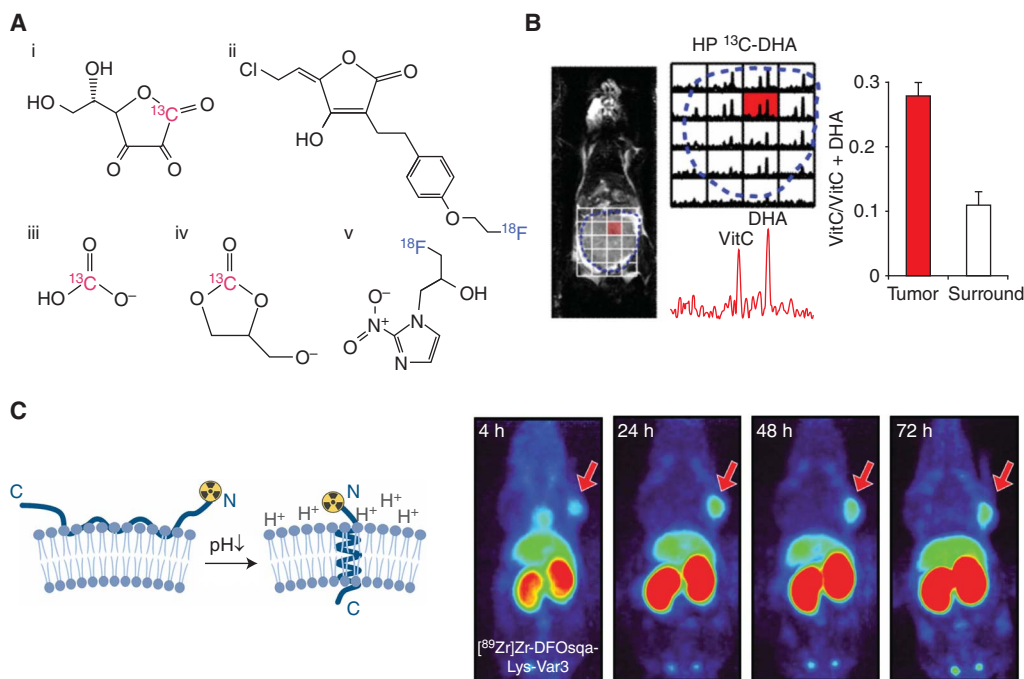 A
i
OH
HO
O
13C
O
O
O
ii
Cl
O
O
HO
O
18F
iii
O
13C
HO
O−
iv
O
13C
O
O
O−
v
18F
O−
N+
O
N
N
OH
B
HP 13C-DHA
VitC
DHA
VitC/VitC + DHA
0.3
0.2
0.1
0
Tumor
Surround
C
C
N
pH↓
H+
H+
N
H+
H+
H+
C
4 h
[89Zr]Zr-DFOsqa-
Lys-Var3
24 h
48 h
72 h